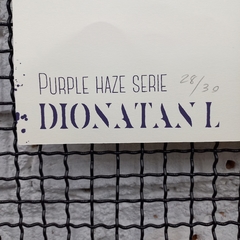 PURPLE HAZE SERIE 28/30
DIONATAN L